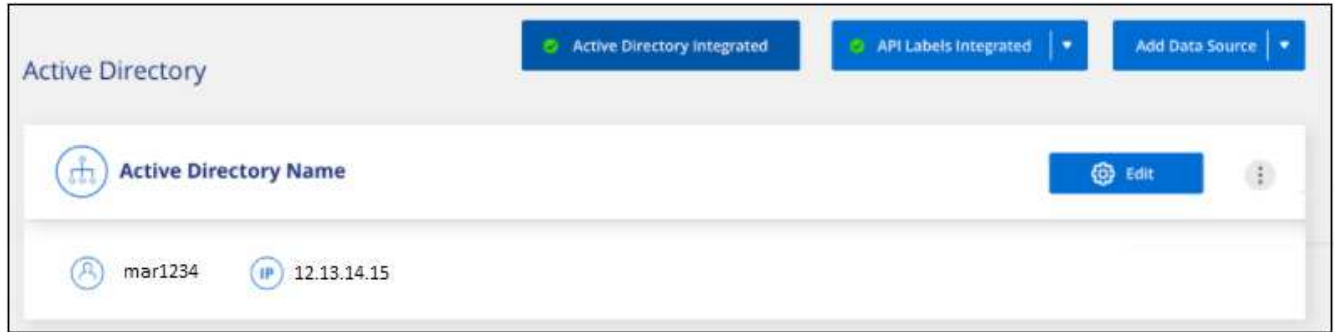 Active Directory Integrated
API Labels Integrated
Add Data Source
Active Directory
Active Directory Name
Edit
mar1234
IP
12.13.14.15